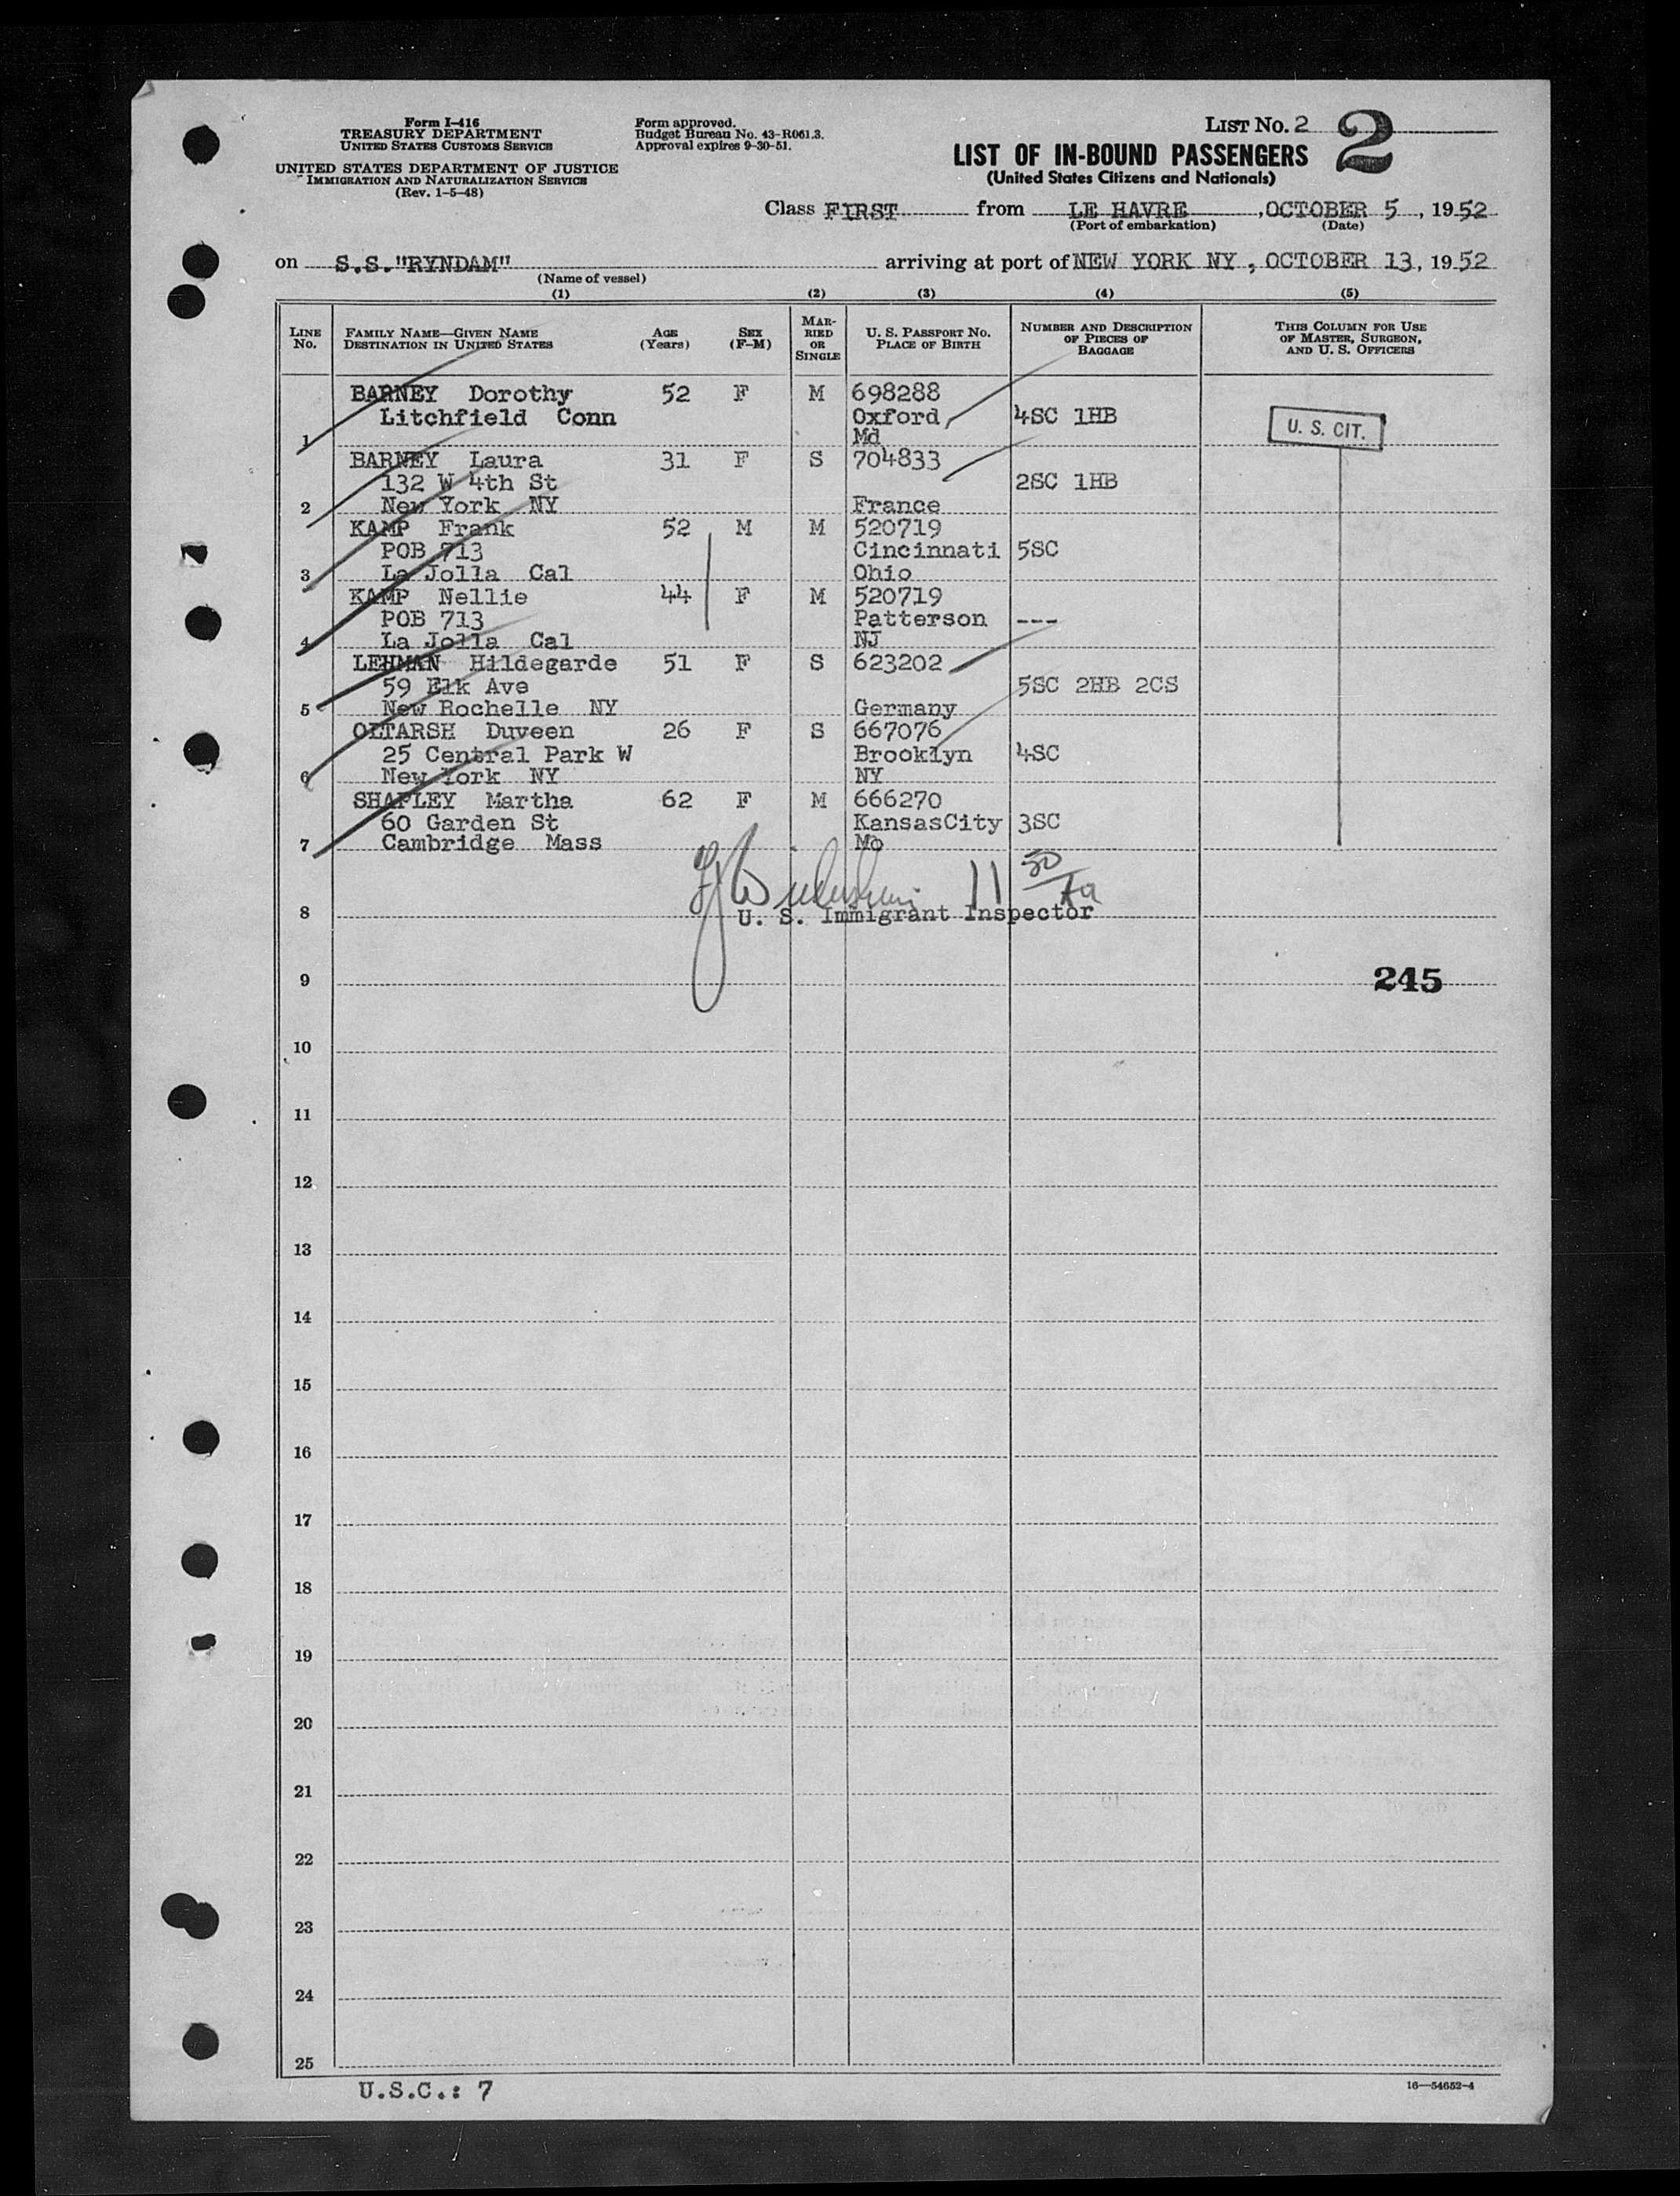 Form I-416
TREASURY DEPARTMENT
UNITED STATES CUSTOMS SERVICE
UNITED STATES DEPARTMENT OF JUSTICE
IMMIGRATION AND NATURALIZATION SERVICE
(Rev. 1-5-48)
Form approved.
Budget Bureau No. 43-R061.3.
Approval expires 9-30-51.
LIST No. 2 2
LIST OF IN-BOUND PASSENGERS
(United States Citizens and Nationals)
Class FIRST from LE HAVRE, OCTOBER 5, 1952
(Port of embarkation) (Date)
on S.S."RYNDAM" arriving at port of NEW YORK NY, OCTOBER 13, 1952
(Name of vessel)
(1) (2) (3) (4) (5)
LINE No. FAMILY NAME—GIVEN NAME DESTINATION IN UNITED STATES AGE (Years) SEX (F-M) MARRIED OR SINGLE U. S. PASSPORT No. PLACE OF BIRTH NUMBER AND DESCRIPTION OF PIECES OF BAGGAGE THIS COLUMN FOR USE OF MASTER, SURGEON, AND U. S. OFFICERS
BARNEY Dorothy 52 F M 698288
Litchfield Conn Oxford 4SC 1HB U. S. CIT.
1 Md
BARNEY Laura 31 F S 704833
132 W 4th St 2SC 1HB
2 New York NY France
KAMP Frank 52 M M 520719
POB 713 Cincinnati 5SC
3 La Jolla Cal Ohio
KAMP Nellie 44 F M 520719
POB 713 Patterson ---
4 La Jolla Cal NJ
LEHMAN Hildegarde 51 F S 623202
59 Elk Ave 5SC 2HB 2CS
5 New Rochelle NY Germany
OLTARSH Duveen 26 F S 667076
25 Central Park W Brooklyn 4SC
6 New York NY NY
SHAPLEY Martha 62 F M 666270
60 Garden St KansasCity 3SC
7 Cambridge Mass Mo
11 50
8 U. S. Immigrant Inspector
9 245
10
11
12
13
14
15
16
17
18
19
20
21
22
23
24
25
U.S.C.: 7
16—54652-4